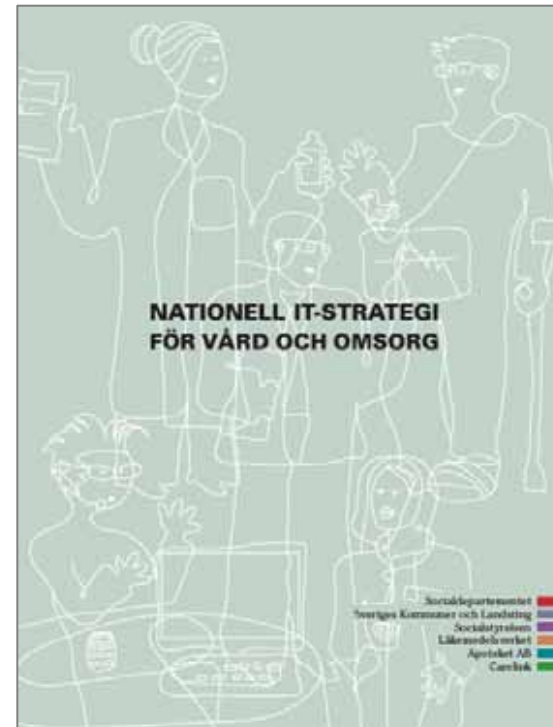 NATIONELL IT-STRATEGI
FÖR VÅRD OCH OMSORG
Socialdepartementet
Sveriges Kommuner och Landsting
Socialstyrelsen
Läkemedelsverket
Apoteket AB
Carelink